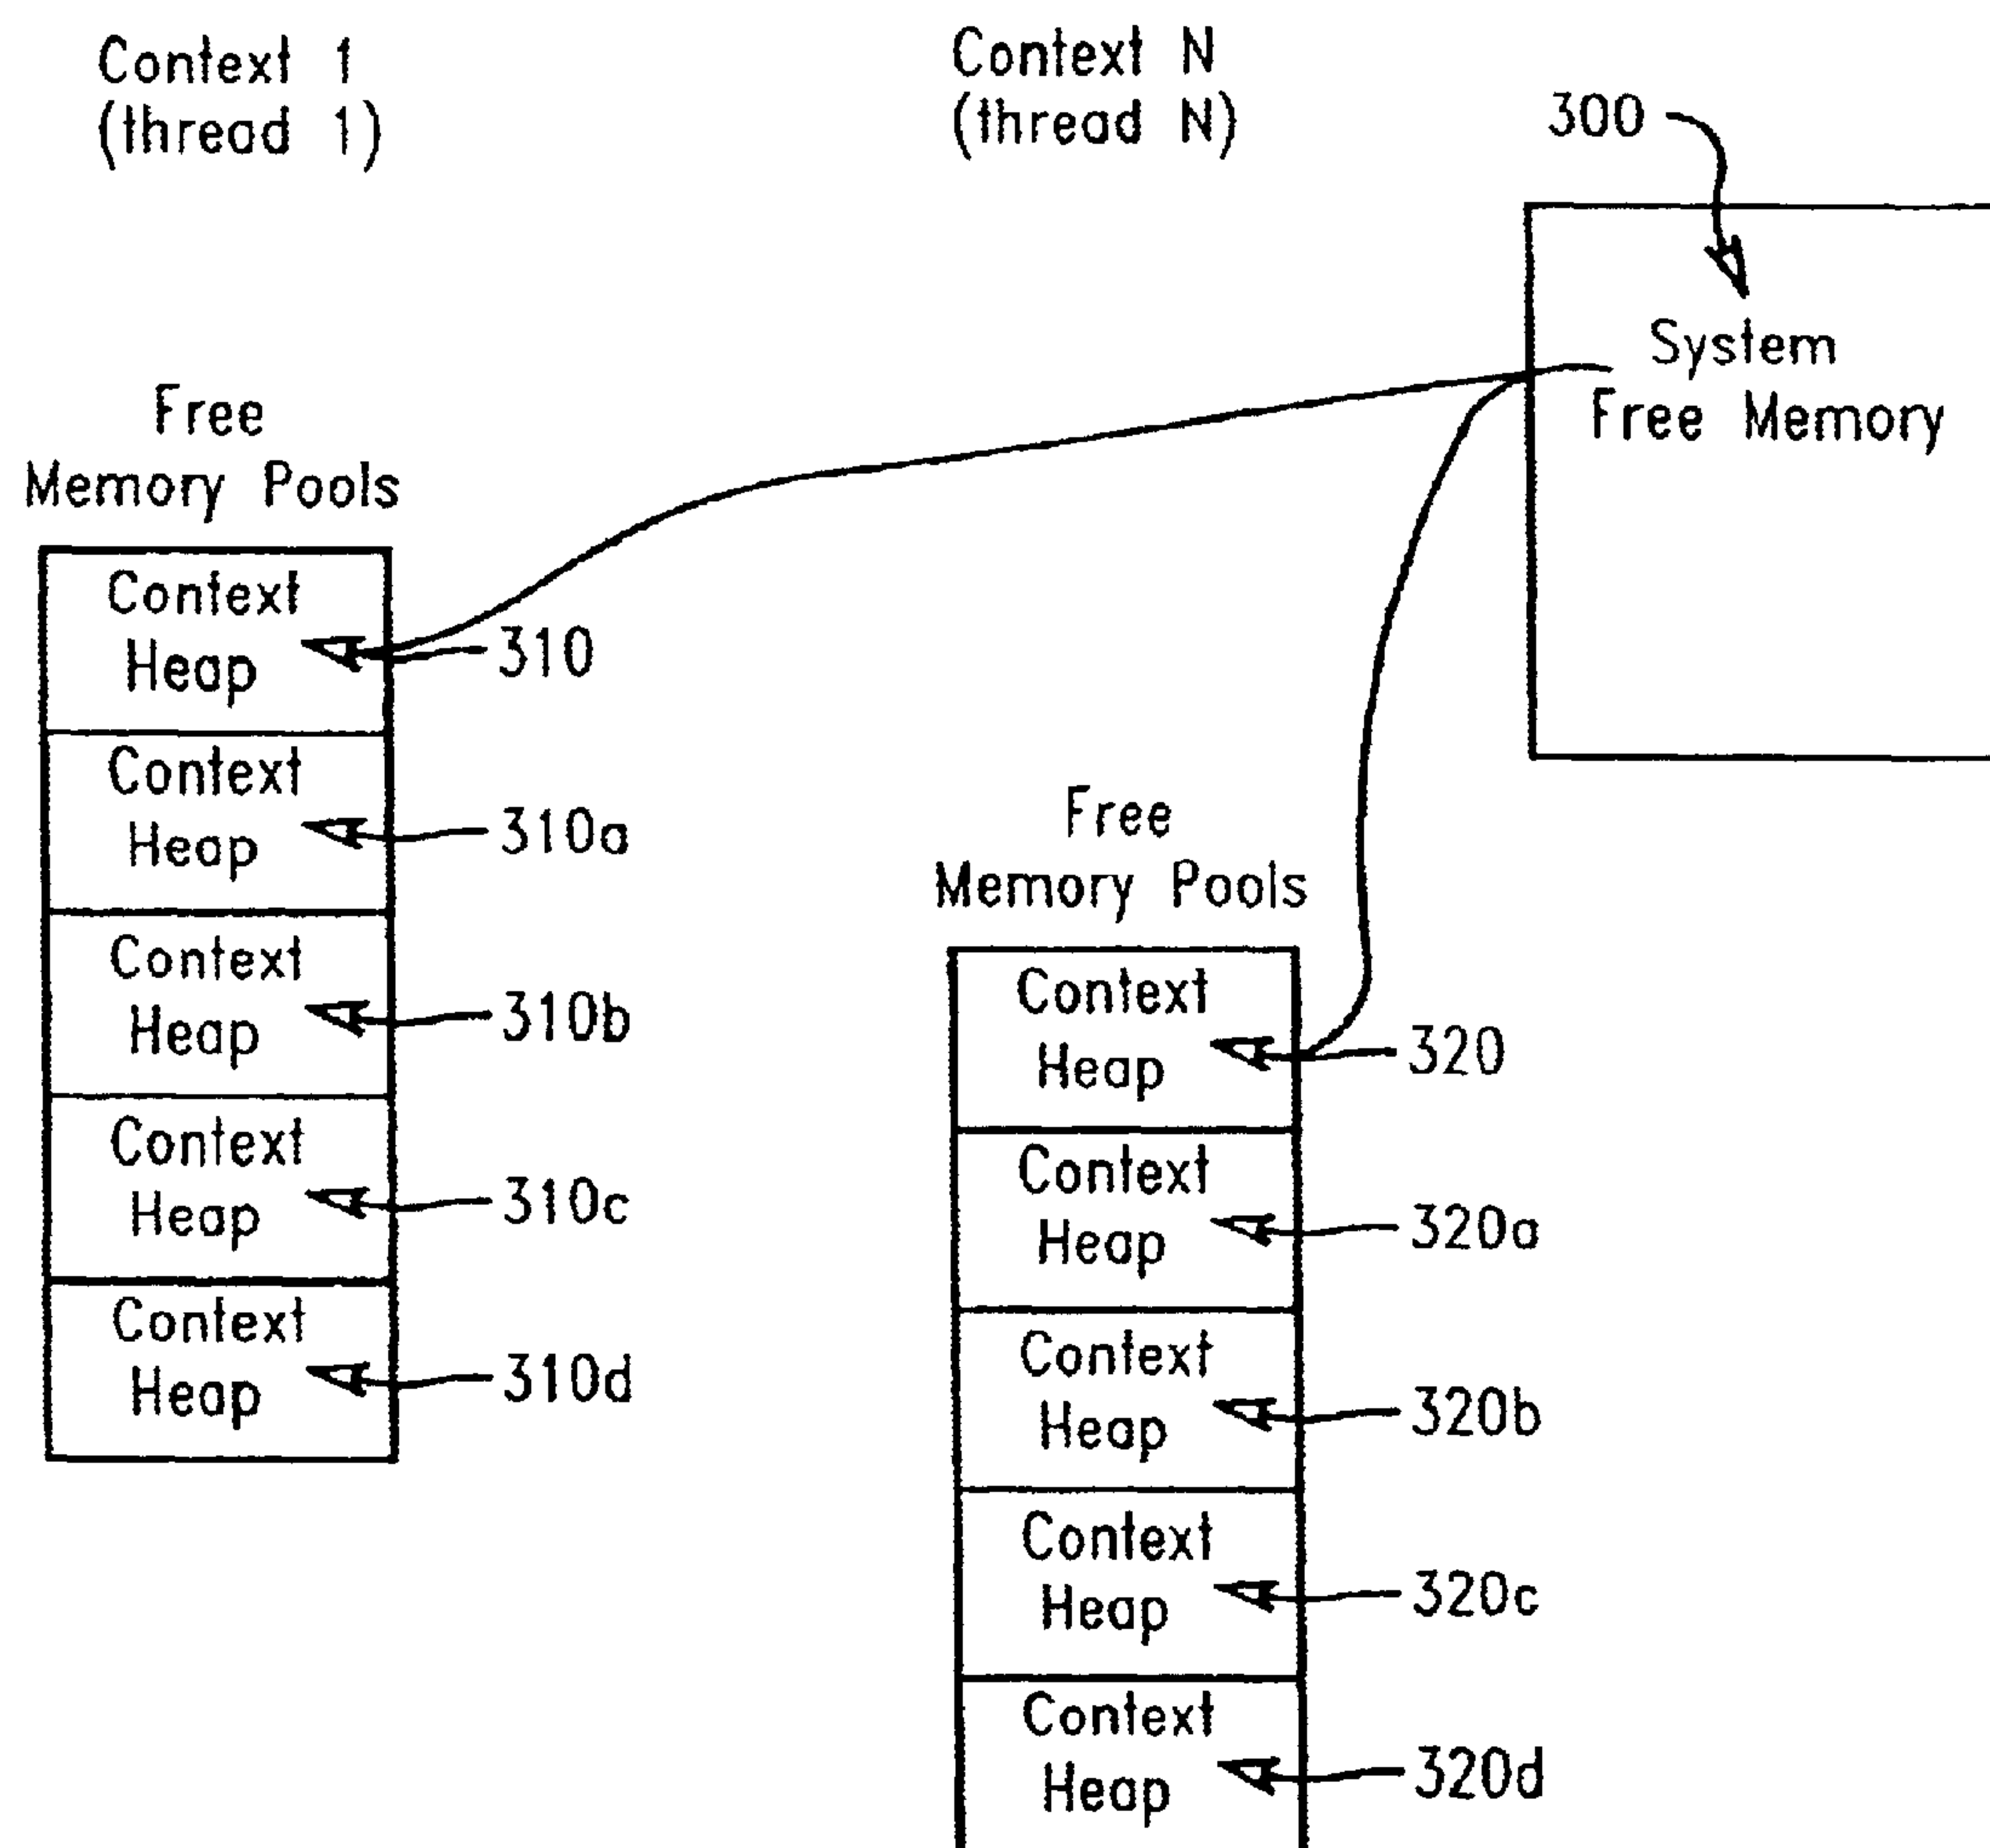 Context 1
(thread 1)
Context N
(thread N)
300
System
Free Memory
Free
Memory Pools
Context
Heap
310
Context
Heap
310a
Context
Heap
310b
Context
Heap
310c
Context
Heap
310d
Free
Memory Pools
Context
Heap
320
Context
Heap
320a
Context
Heap
320b
Context
Heap
320c
Context
Heap
320d